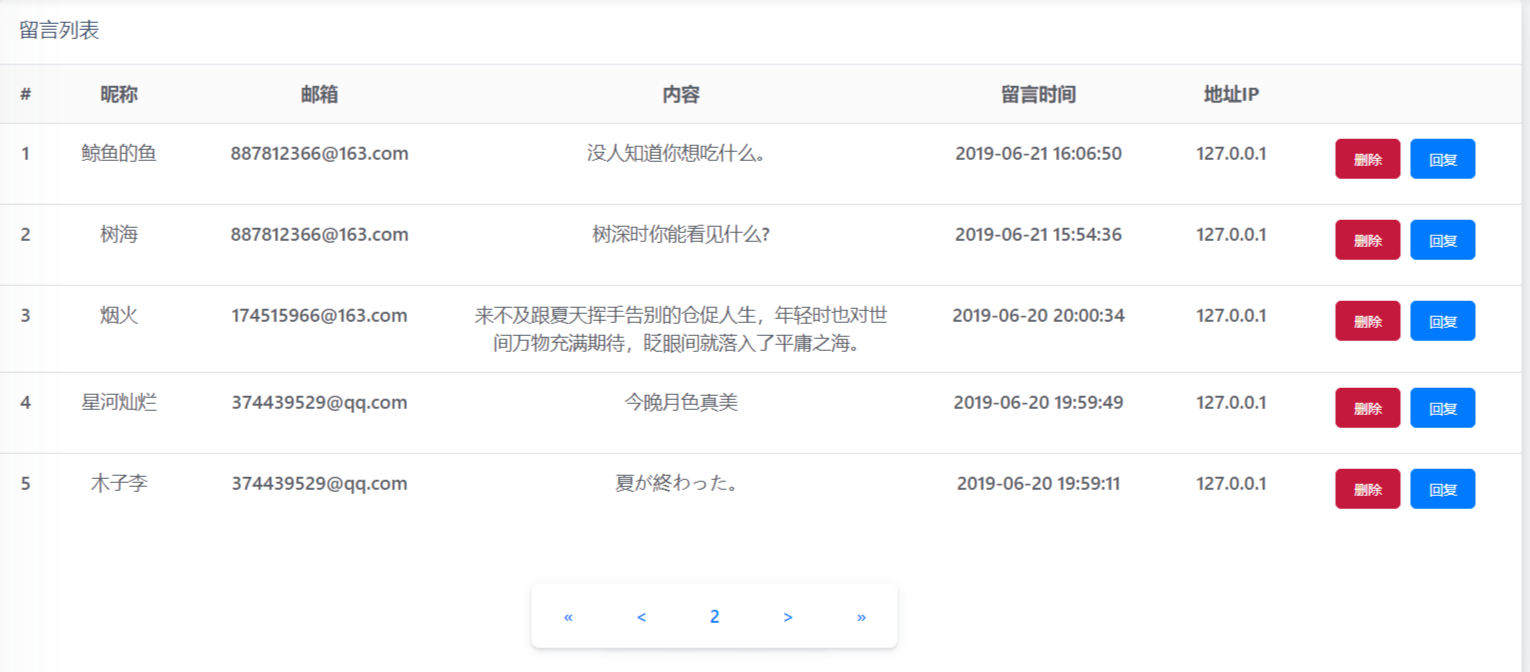 留言列表
# 昵称 邮箱 内容 留言时间 地址IP
1 鲸鱼的鱼 887812366@163.com 没人知道你想吃什么。 2019-06-21 16:06:50 127.0.0.1 删除 回复
2 树海 887812366@163.com 树深时你能看见什么? 2019-06-21 15:54:36 127.0.0.1 删除 回复
3 烟火 174515966@163.com 来不及跟夏天挥手告别的仓促人生，年轻时也对世 2019-06-20 20:00:34 127.0.0.1 删除 回复
间万物充满期待，眨眼间就落入了平庸之海。
4 星河灿烂 374439529@qq.com 今晚月色真美 2019-06-20 19:59:49 127.0.0.1 删除 回复
5 木子李 374439529@qq.com 夏が終わった。 2019-06-20 19:59:11 127.0.0.1 删除 回复
« < 2 > »